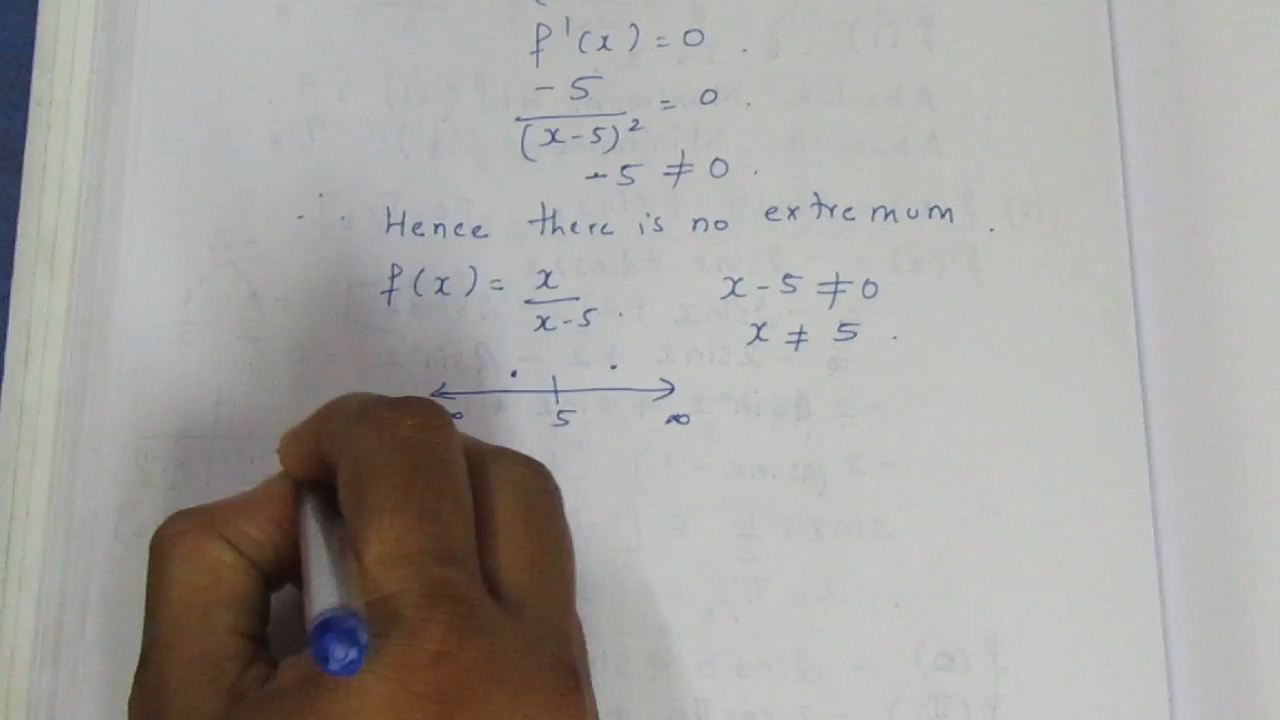 f'(x) = 0 .
-5 / (x-5)² = 0 .
-5 ≠ 0 .
∴ Hence there is no extremum .
f(x) = x / x-5 . x - 5 ≠ 0
x ≠ 5 .
5 ∞